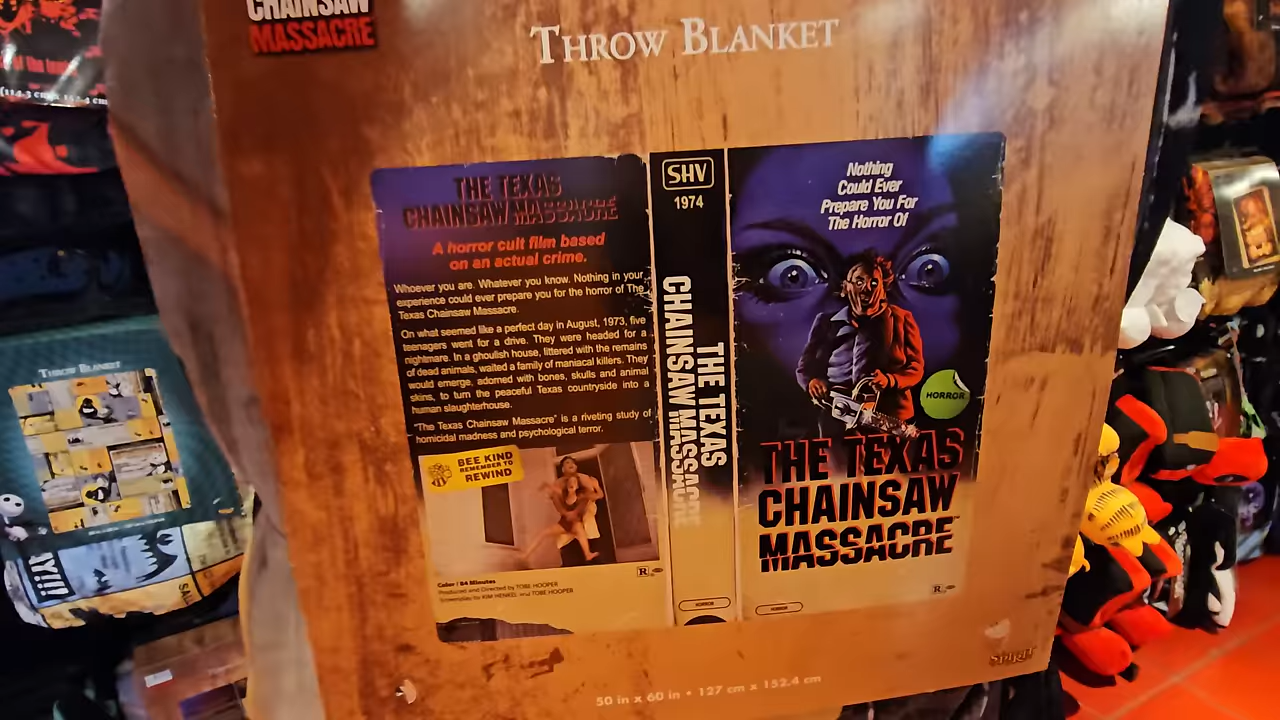 CHAINSAW
MASSACRE
THROW BLANKET
THE TEXAS
CHAINSAW MASSACRE
A horror cult film based
on an actual crime.
Whoever you are. Whatever you know. Nothing in your
experience could ever prepare you for the horror of The
Texas Chainsaw Massacre.
On what seemed like a perfect day in August, 1973, five
teenagers went for a drive. They were headed for a
nightmare. In a ghoulish house, littered with the remains
of dead animals, waited a family of maniacal killers. They
would emerge, adorned with bones, skulls and animal
skins, to turn the peaceful Texas countryside into a
human slaughterhouse.
"The Texas Chainsaw Massacre" is a riveting study of
homicidal madness and psychological terror.
BEE KIND
REMEMBER TO
REWIND
R
Color / 84 Minutes
Produced and Directed by TOBE HOOPER
Screenplay by KIM HENKEL and TOBE HOOPER
SHV
1974
THE TEXAS
CHAINSAW MASSACRE
HORROR
Nothing
Could Ever
Prepare You For
The Horror Of
HORROR
THE TEXAS
CHAINSAW
MASSACRE
HORROR
R
SPIRIT
50 in x 60 in • 127 cm x 152.4 cm
THROW BLANKET